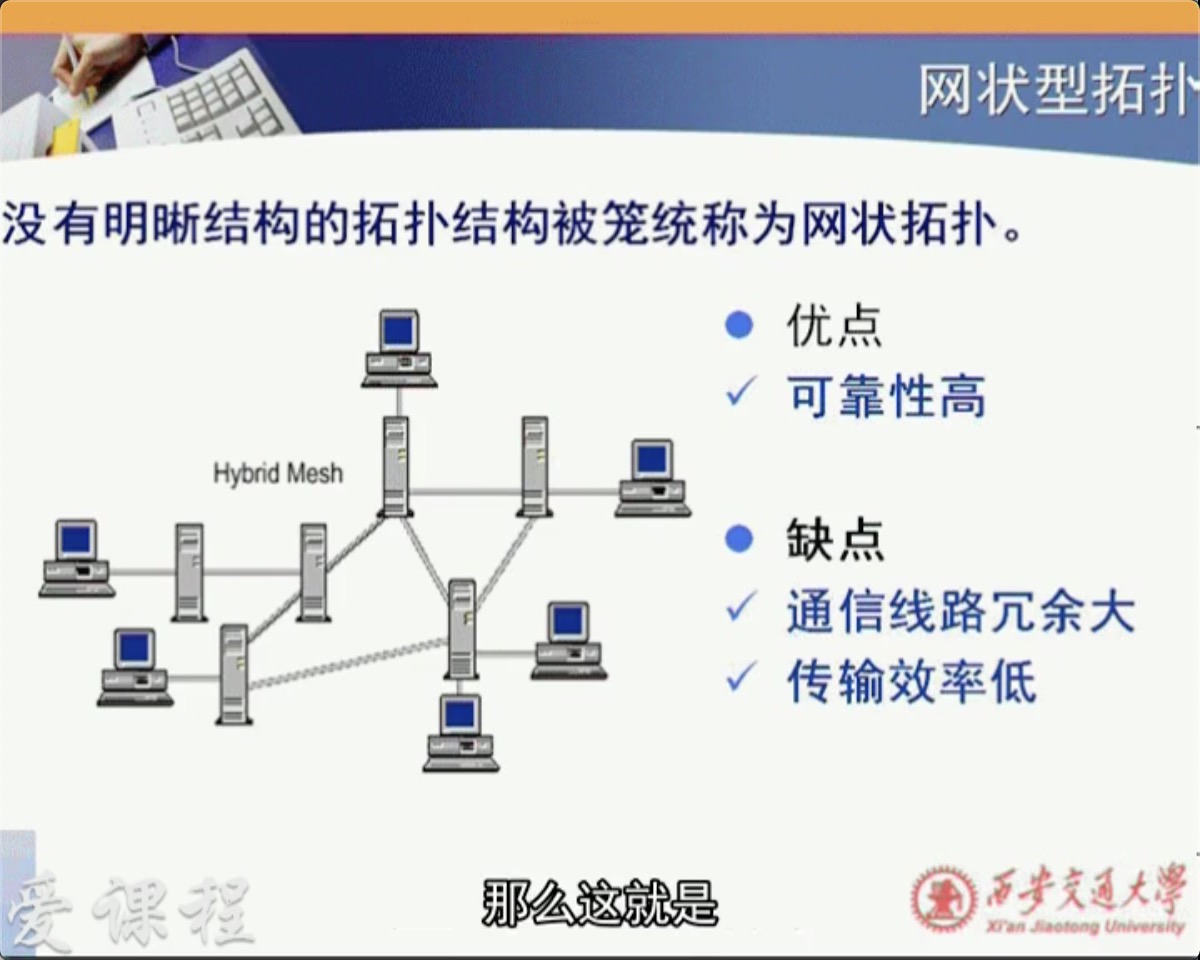 网状型拓扑
没有明晰结构的拓扑结构被笼统称为网状拓扑。
优点
可靠性高
Hybrid Mesh
缺点
通信线路冗余大
传输效率低
爱课程
那么这就是
西安交通大學
Xi'an Jiaotong University